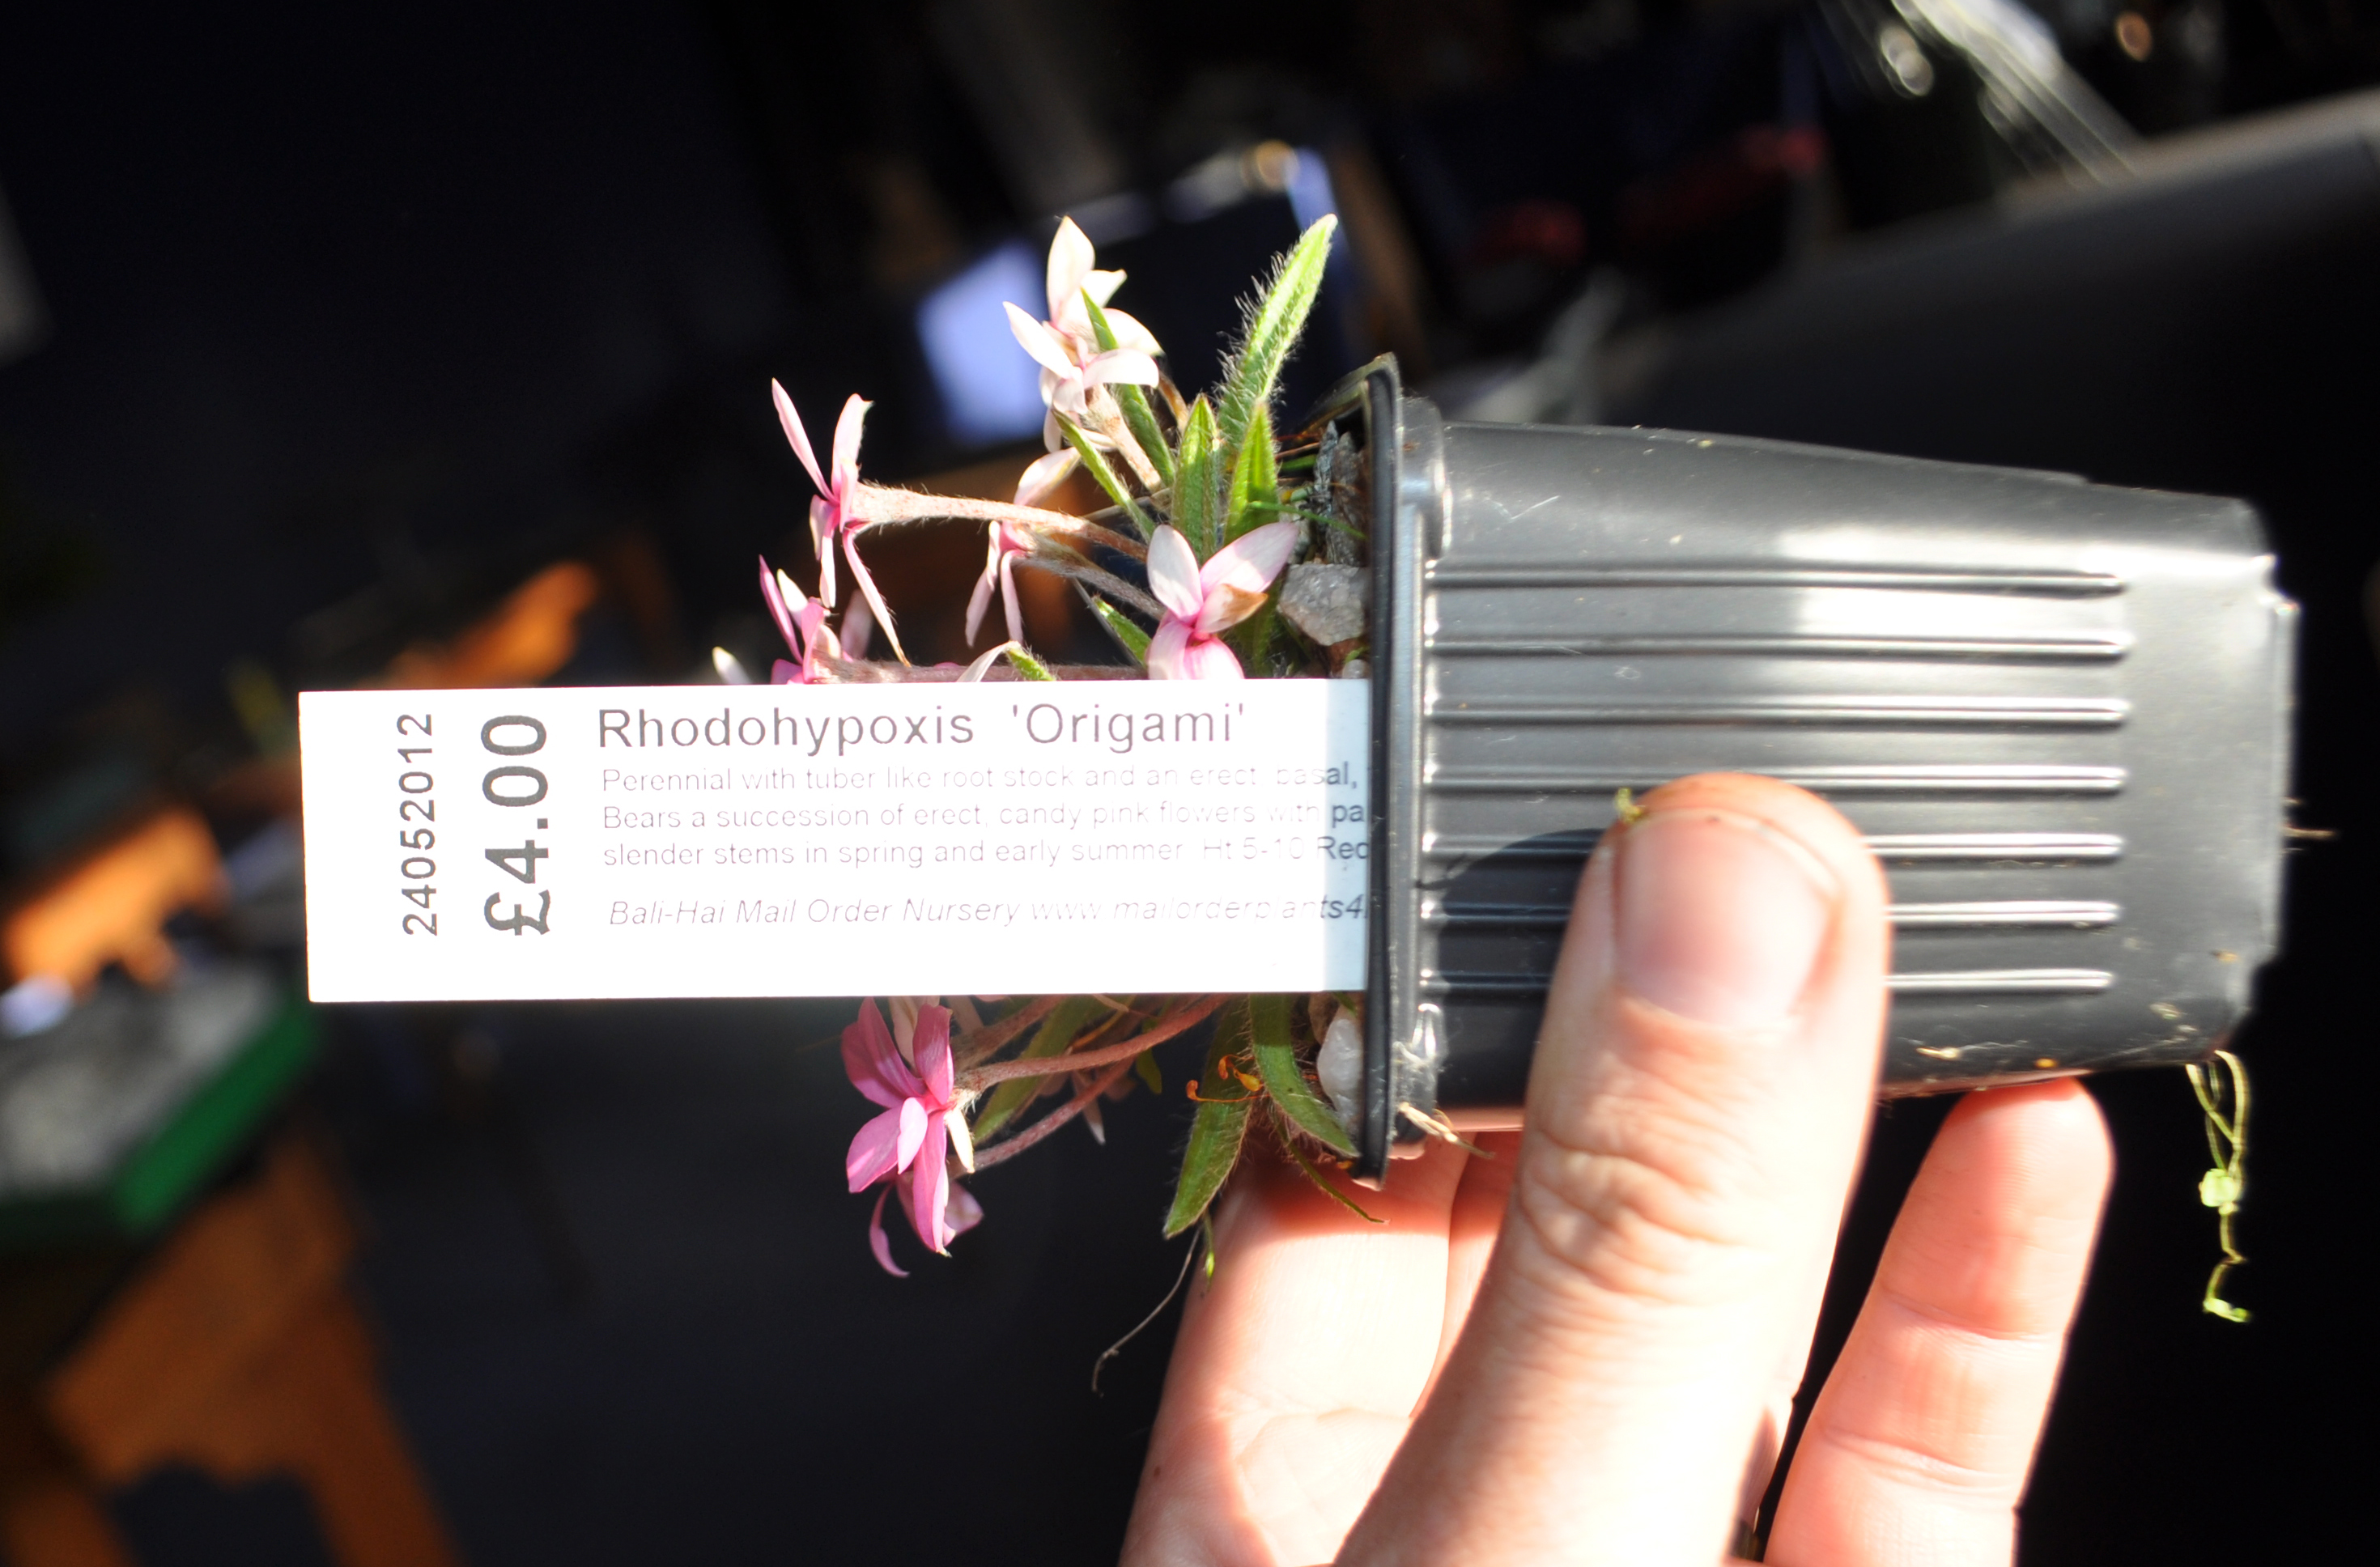 24052012
£4.00
Rhodohypoxis 'Origami'
Perennial with tuber like root stock and an erect basal,
Bears a succession of erect, candy pink flowers with pa
slender stems in spring and early summer Ht 5-10 Red
Bali-Hai Mail Order Nursery www mailorderplants4